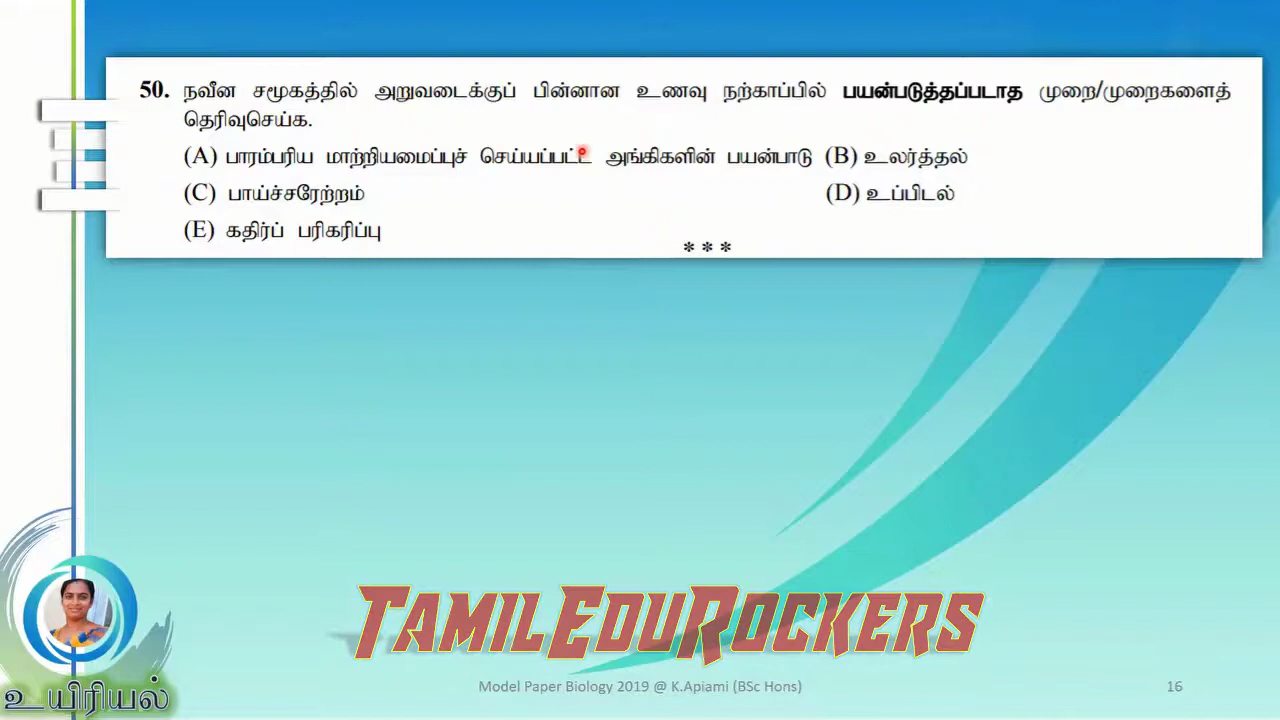 50. நவீன சமூகத்தில் அறுவடைக்குப் பின்னான உணவு நற்காப்பில் பயன்படுத்தப்படாத முறை/முறைகளைத்
தெரிவுசெய்க.
(A) பாரம்பரிய மாற்றியமைப்புச் செய்யப்பட்ட அங்கிகளின் பயன்பாடு (B) உலர்த்தல்
(C) பாய்ச்சரேற்றம் (D) உப்பிடல்
(E) கதிர்ப் பரிகரிப்பு
***
TAMILEDUROCKERS
உயிரியல்
Model Paper Biology 2019 @ K.Apiami (BSc Hons) 16